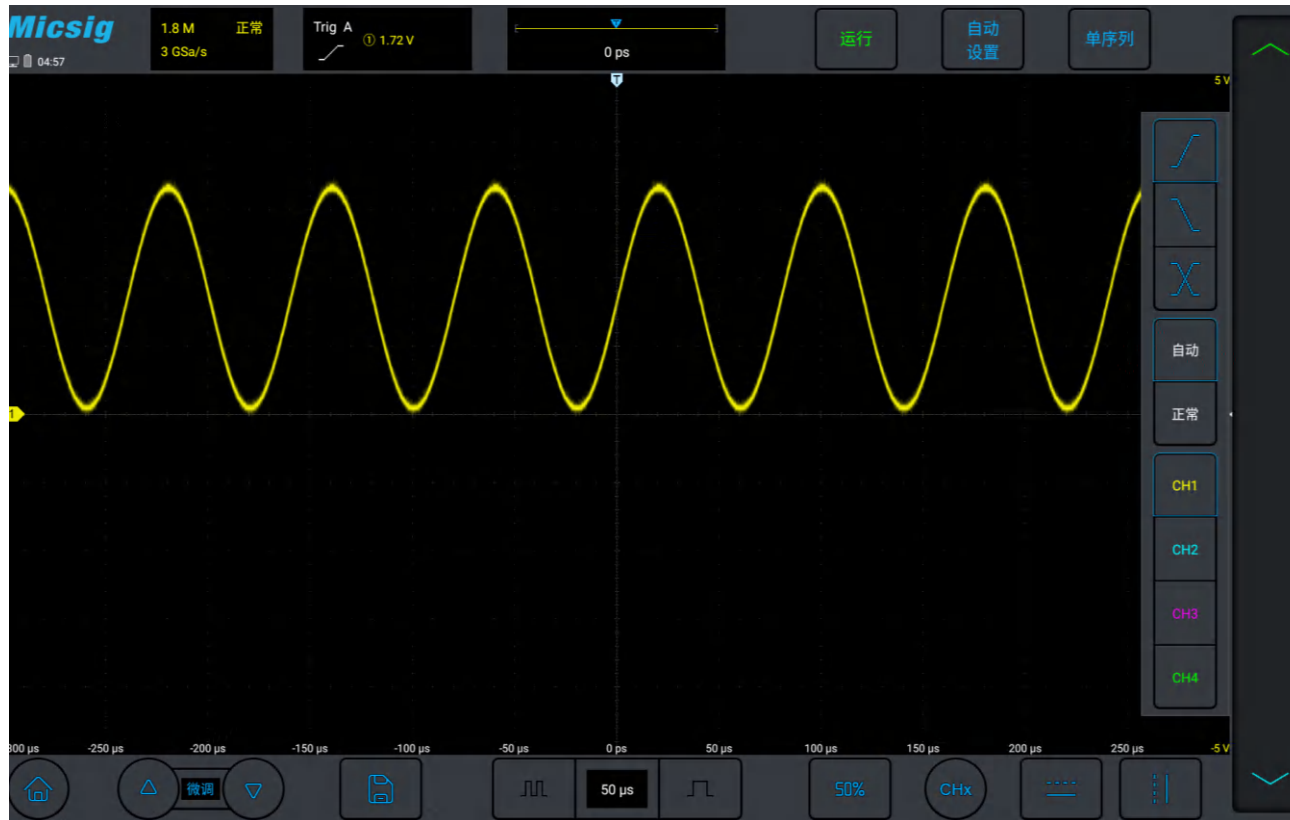 Micsig
04:57
1.8 M 正常
3 GSa/s
Trig A
① 1.72 V
0 ps
运行
自动
设置
单序列
T
5 V
自动
正常
1
CH1
CH2
CH3
CH4
300 µs -250 µs -200 µs -150 µs -100 µs -50 µs 0 ps 50 µs 100 µs 150 µs 200 µs 250 µs -5 V
微调
50 µs
50%
CHx